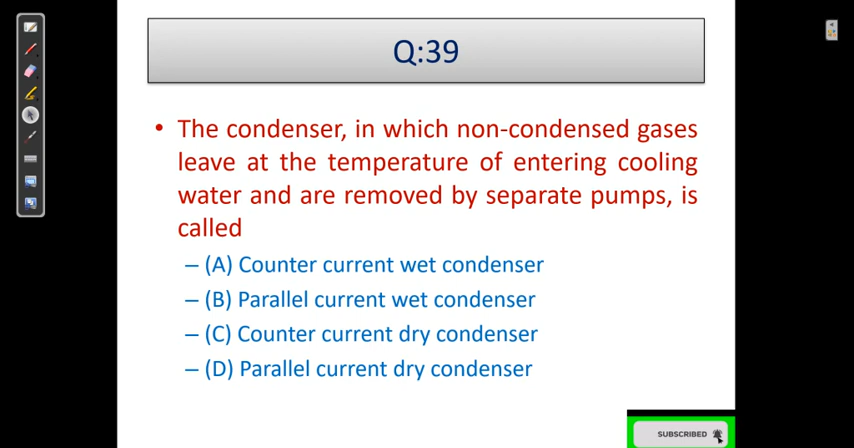 Q:39
• The condenser, in which non-condensed gases
leave at the temperature of entering cooling
water and are removed by separate pumps, is
called
– (A) Counter current wet condenser
– (B) Parallel current wet condenser
– (C) Counter current dry condenser
– (D) Parallel current dry condenser
SUBSCRIBED